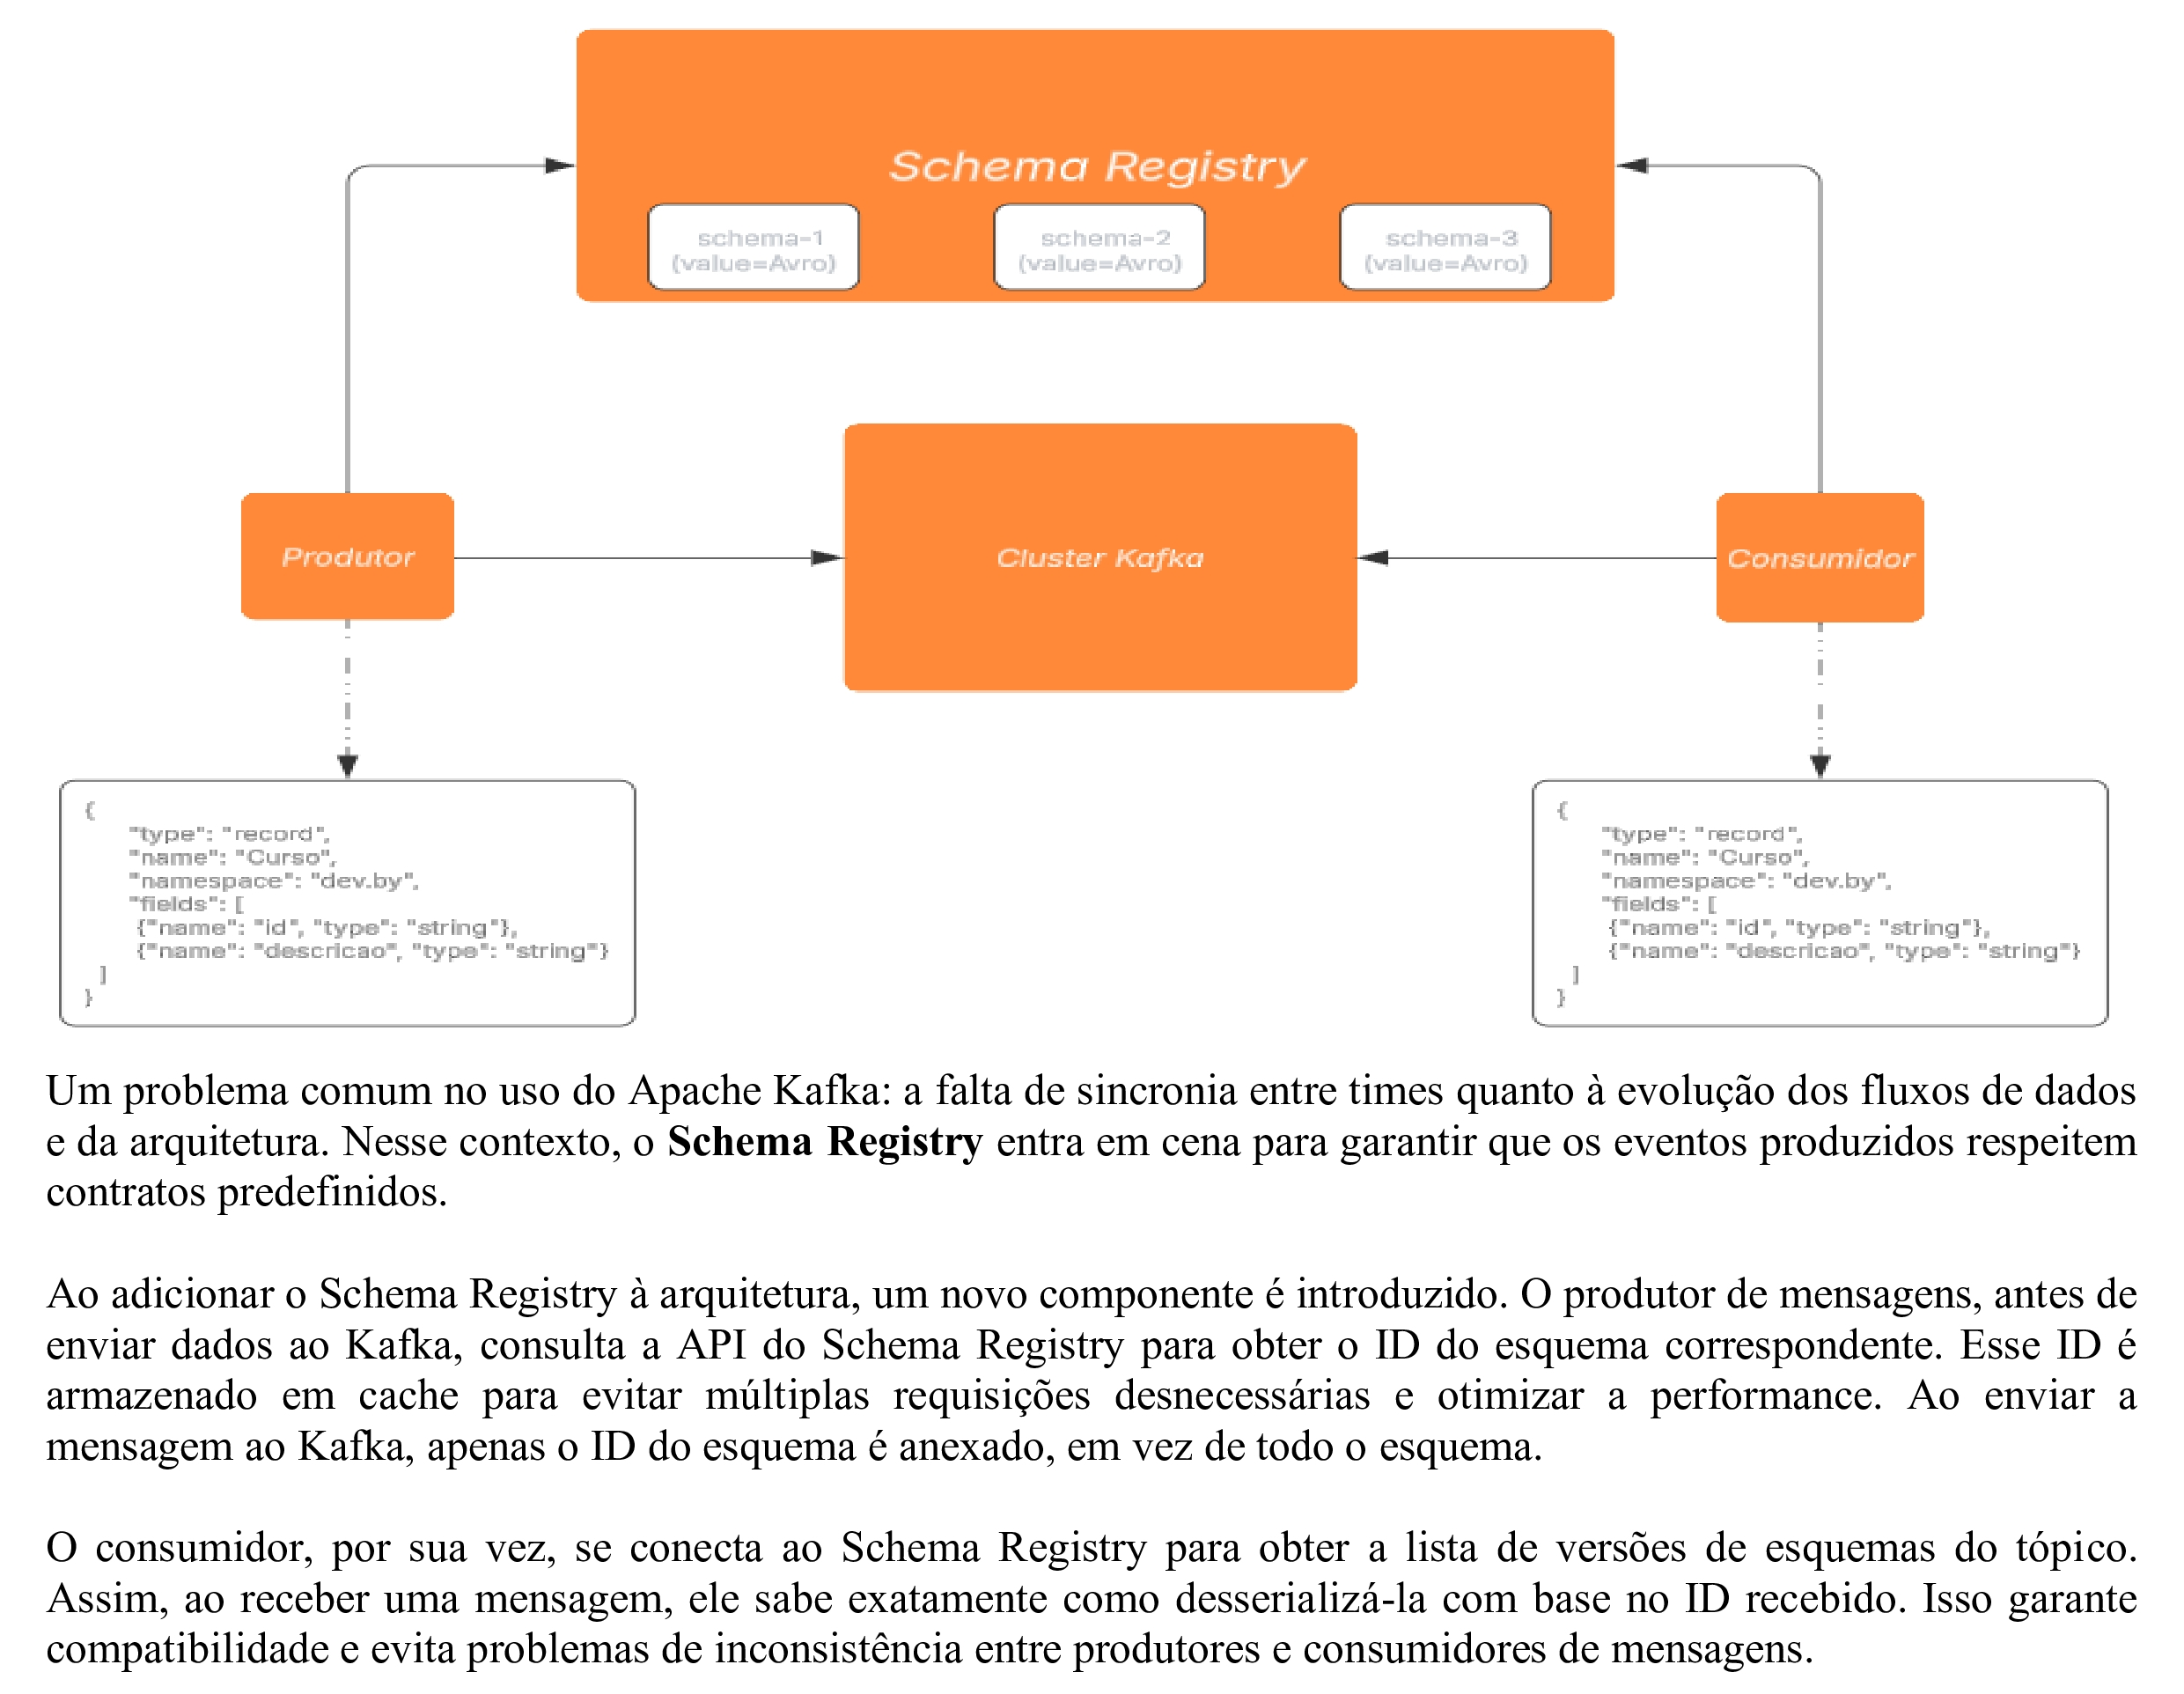 Schema Registry
schema-1
(value=Avro)
schema-2
(value=Avro)
schema-3
(value=Avro)
Produtor
Cluster Kafka
Consumidor
{
"type": "record",
"name": "Curso",
"namespace": "dev.by",
"fields": [
{"name": "id", "type": "string"},
{"name": "descricao", "type": "string"}
]
}
{
"type": "record",
"name": "Curso",
"namespace": "dev.by",
"fields": [
{"name": "id", "type": "string"},
{"name": "descricao", "type": "string"}
]
}
Um problema comum no uso do Apache Kafka: a falta de sincronia entre times quanto à evolução dos fluxos de dados
e da arquitetura. Nesse contexto, o Schema Registry entra em cena para garantir que os eventos produzidos respeitem
contratos predefinidos.
Ao adicionar o Schema Registry à arquitetura, um novo componente é introduzido. O produtor de mensagens, antes de
enviar dados ao Kafka, consulta a API do Schema Registry para obter o ID do esquema correspondente. Esse ID é
armazenado em cache para evitar múltiplas requisições desnecessárias e otimizar a performance. Ao enviar a
mensagem ao Kafka, apenas o ID do esquema é anexado, em vez de todo o esquema.
O consumidor, por sua vez, se conecta ao Schema Registry para obter a lista de versões de esquemas do tópico.
Assim, ao receber uma mensagem, ele sabe exatamente como desserializá-la com base no ID recebido. Isso garante
compatibilidade e evita problemas de inconsistência entre produtores e consumidores de mensagens.